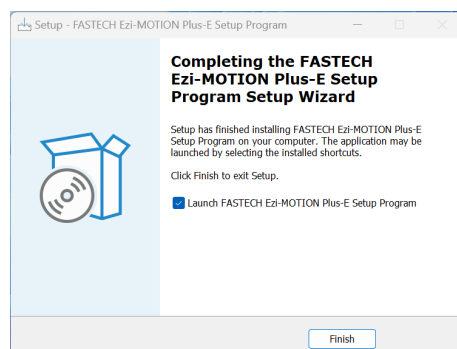 Setup - FASTECH Ezi-MOTION Plus-E Setup Program
Completing the FASTECH
Ezi-MOTION Plus-E Setup
Program Setup Wizard
Setup has finished installing FASTECH Ezi-MOTION Plus-E
Setup Program on your computer. The application may be
launched by selecting the installed shortcuts.
Click Finish to exit Setup.
Launch FASTECH Ezi-MOTION Plus-E Setup Program
Finish